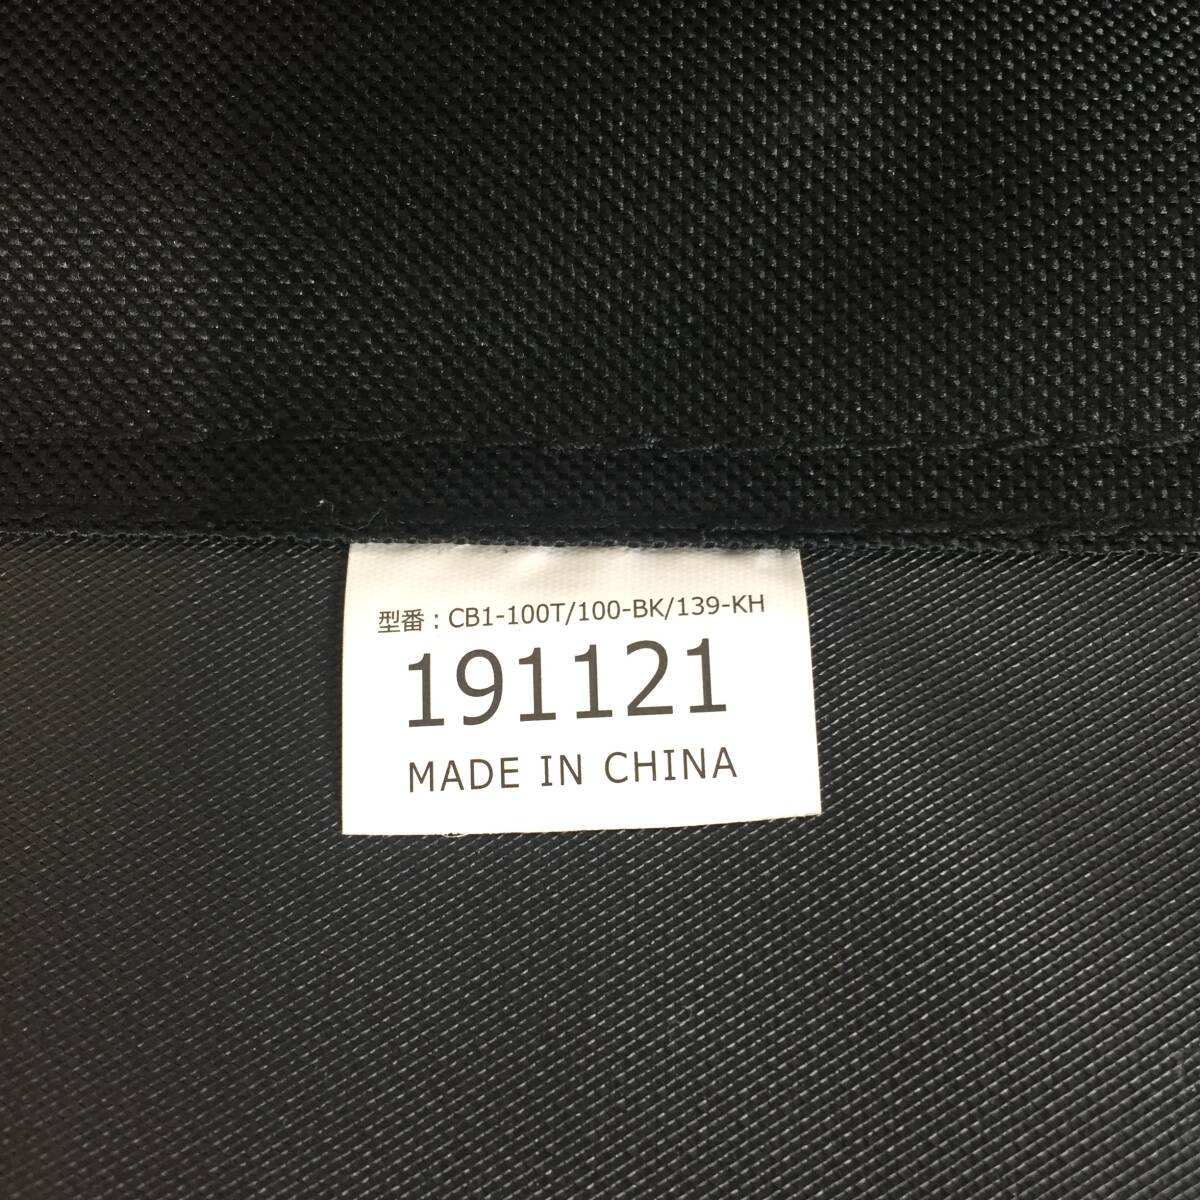 型番：CB1-100T/100-BK/139-KH
191121
MADE IN CHINA